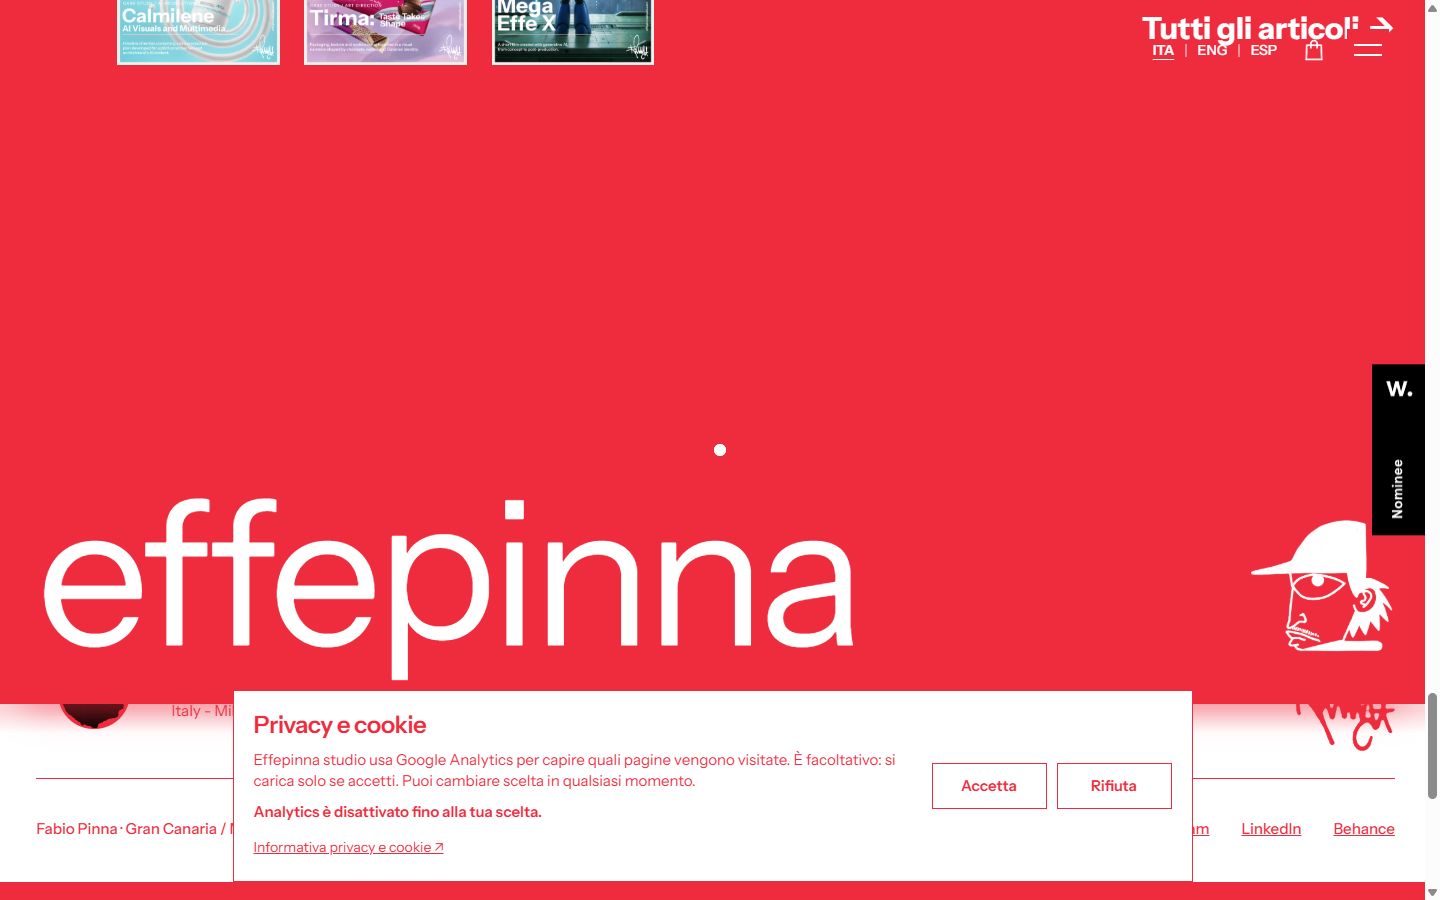 Calmilene
AI Visuals and Multimedia
Tirma: Taste Takes
Shape
Mega
Effe X
Tutti gli articoli →
ITA | ENG | ESP
W.
Nominee
effepinna
Italy - Mi
Privacy e cookie
Effepinna studio usa Google Analytics per capire quali pagine vengono visitate. È facoltativo: si
carica solo se accetti. Puoi cambiare scelta in qualsiasi momento.
Analytics è disattivato fino alla tua scelta.
Informativa privacy e cookie ↗
Accetta
Rifiuta
Fabio Pinna · Gran Canaria /
am
LinkedIn
Behance